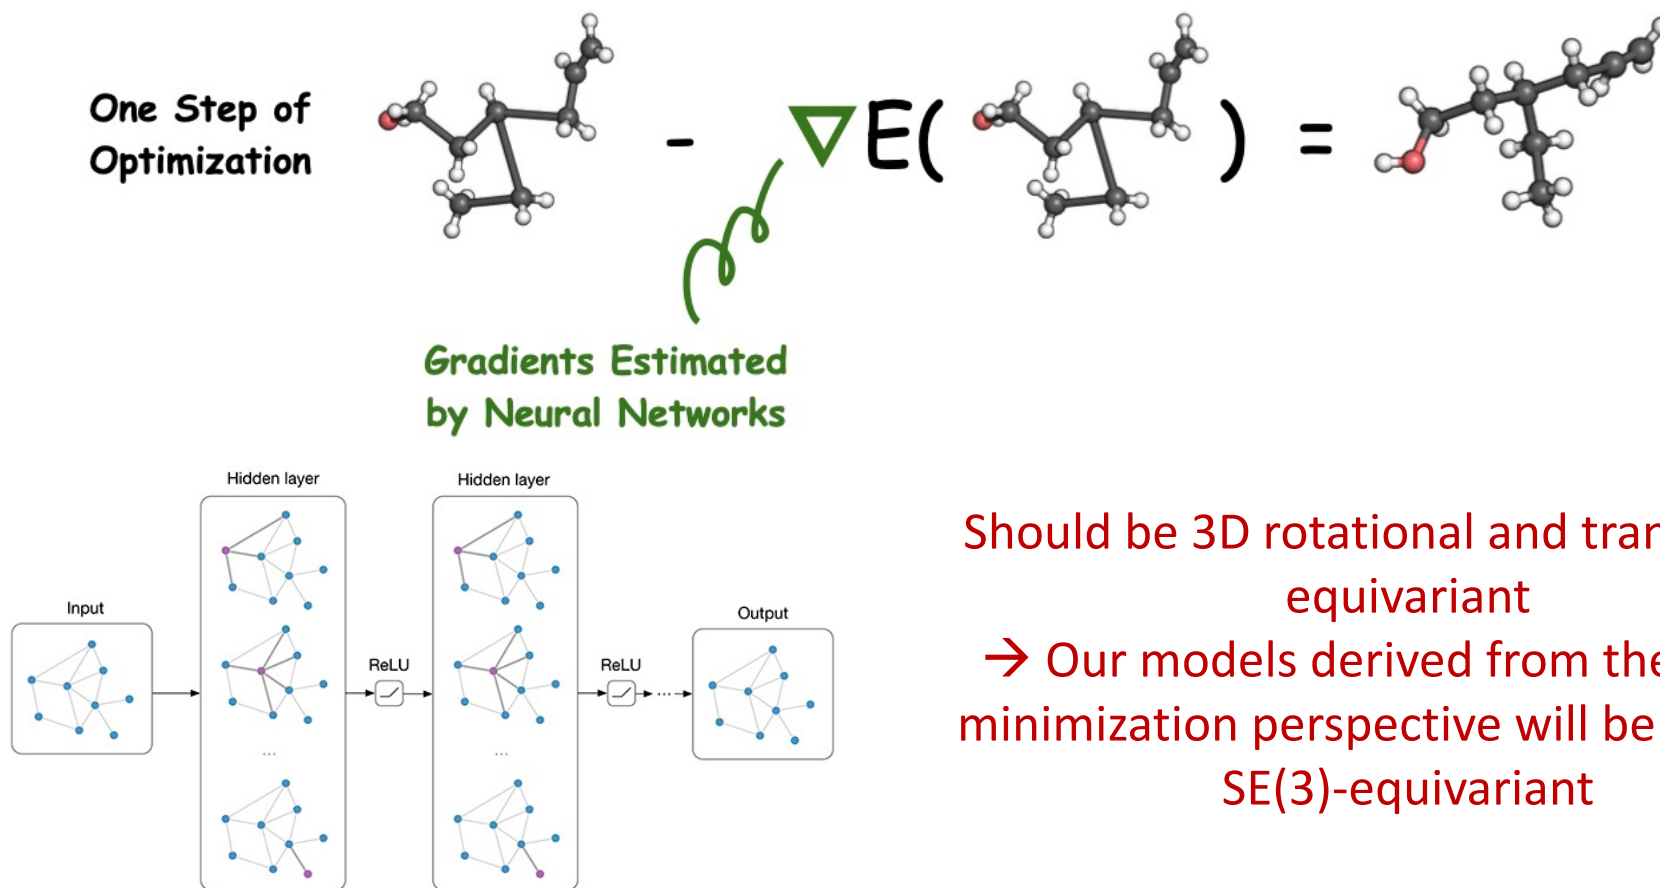 One Step of
Optimization
-
∇E(
)
=
Gradients Estimated
by Neural Networks
Hidden layer
Hidden layer
Input
Output
ReLU
ReLU
...
...
...
Should be 3D rotational and
equivariant
→ Our models derived from the
minimization perspective will be
SE(3)-equivariant